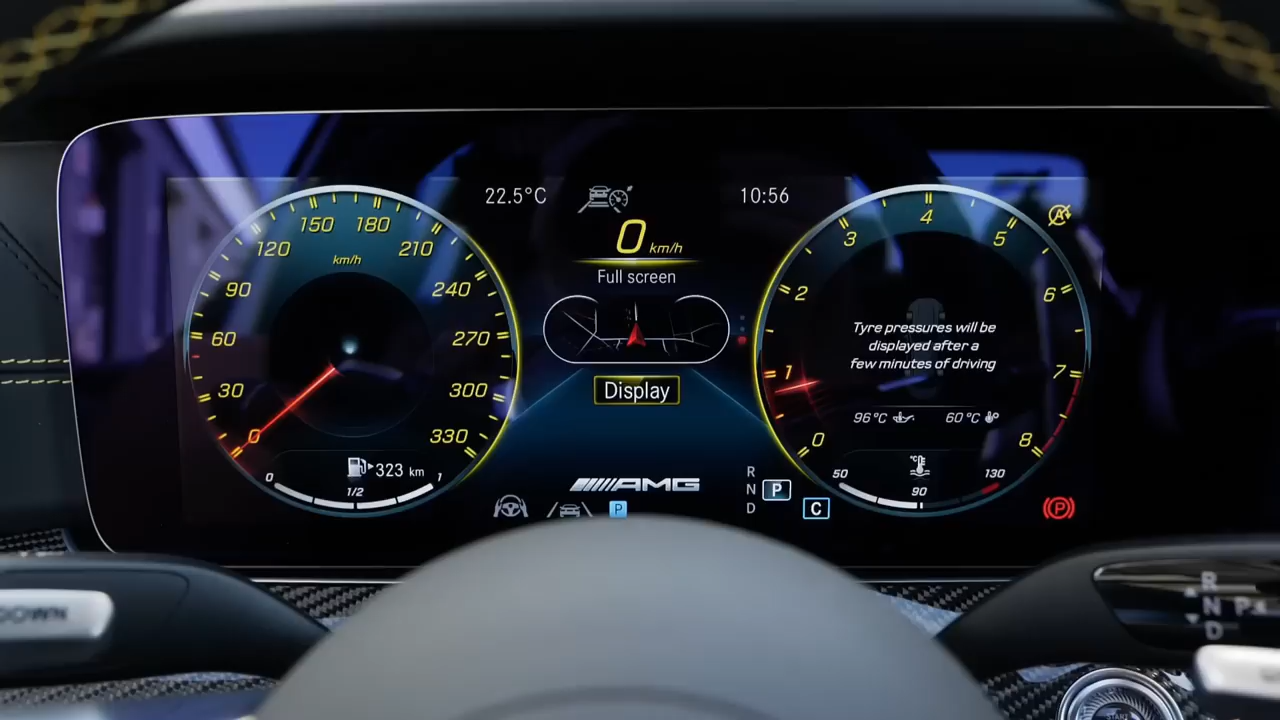 22.5°C
10:56
0 km/h
Full screen
Display
AMG
0
30
60
90
120
150
180
210
240
270
300
330
km/h
323 km
0
1/2
1
0
1
2
3
4
5
6
7
8
A
Tyre pressures will be
displayed after a
few minutes of driving
96°C
60°C
°C
50
90
130
R
N
D
P
C
P
P
DOWN
R
N
D
P
START